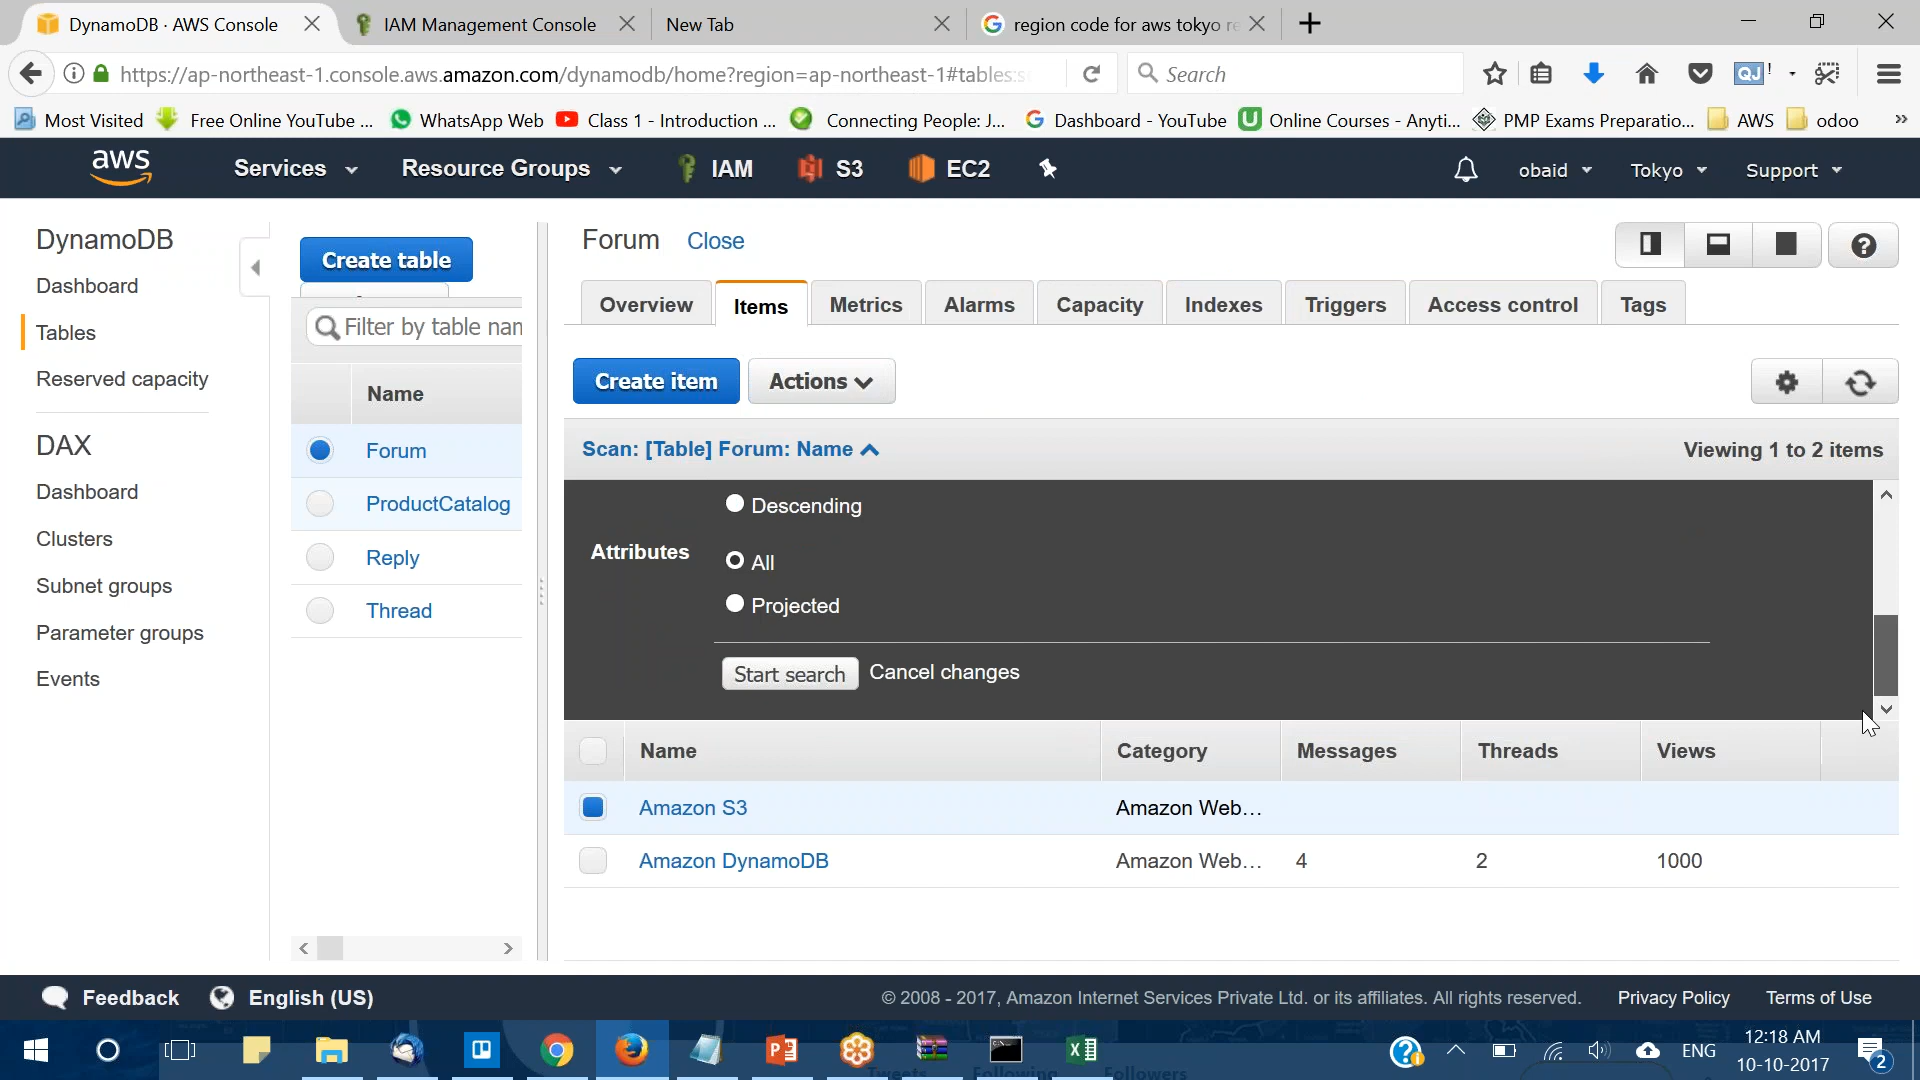 DynamoDB · AWS Console
IAM Management Console
New Tab
region code for aws tokyo re
https://ap-northeast-1.console.aws.amazon.com/dynamodb/home?region=ap-northeast-1#tables:s
Search
QJ !
Most Visited
Free Online YouTube ...
WhatsApp Web
Class 1 - Introduction ...
Connecting People: J...
Dashboard - YouTube
Online Courses - Anyti...
PMP Exams Preparatio...
AWS
odoo
aws
Services
Resource Groups
IAM
S3
EC2
obaid
Tokyo
Support
DynamoDB
Dashboard
Tables
Reserved capacity
DAX
Dashboard
Clusters
Subnet groups
Parameter groups
Events
Create table
Filter by table nam
Name
Forum
ProductCatalog
Reply
Thread
Forum Close
Overview Items Metrics Alarms Capacity Indexes Triggers Access control Tags
Create item Actions
Scan: [Table] Forum: Name
Viewing 1 to 2 items
Descending
Attributes
All
Projected
Start search Cancel changes
Name Category Messages Threads Views
Amazon S3 Amazon Web...
Amazon DynamoDB Amazon Web... 4 2 1000
Feedback English (US)
© 2008 - 2017, Amazon Internet Services Private Ltd. or its affiliates. All rights reserved.
Privacy Policy
Terms of Use
ENG
12:18 AM
10-10-2017
2
Tweets Following Followers